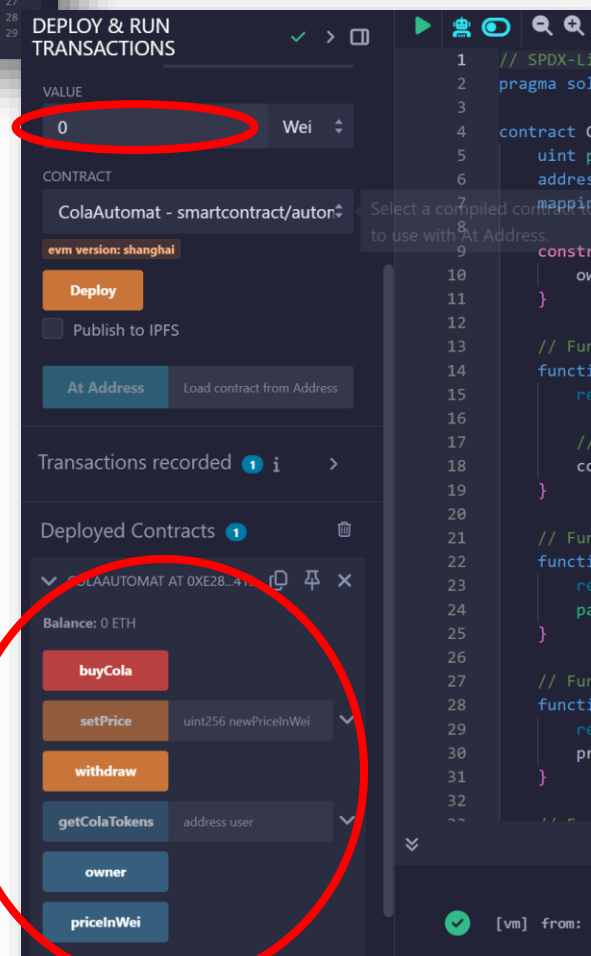 27
28
29
DEPLOY & RUN
TRANSACTIONS
VALUE
0 Wei
CONTRACT
ColaAutomat - smartcontract/autom
evm version: shanghai
Deploy
Publish to IPFS
At Address Load contract from Address
Transactions recorded 1 i
Deployed Contracts 1
COLAAUTOMAT AT 0XE28...
Balance: 0 ETH
buyCola
setPrice uint256 newPriceInWei
withdraw
getColaTokens address user
owner
priceInWei
Select a compiled contract to
to use with At Address.
1 // SPDX-Li
2 pragma sol
3
4 contract C
5 uint p
6 addres
7 mappin
8
9 constr
10 ow
11 }
12
13 // Fun
14 functi
15 re
16
17 //
18 co
19 }
20
21 // Fun
22 functi
23 re
24 pa
25 }
26
27 // Fun
28 functi
29 re
30 pr
31 }
32
[vm] from: